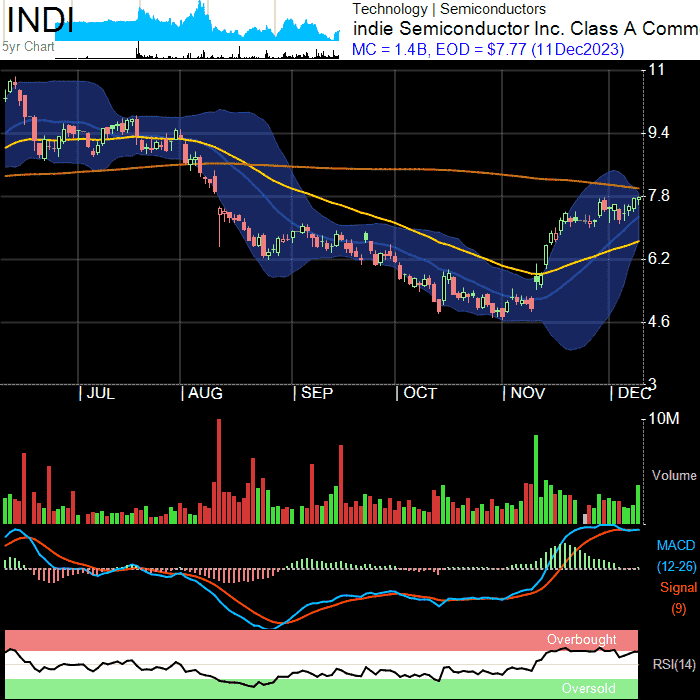 INDI
5yr Chart
Technology | Semiconductors
indie Semiconductor Inc. Class A Comm
MC = 1.4B, EOD = $7.77 (11Dec2023)
11
9.4
7.8
6.2
4.6
3
JUL
AUG
SEP
OCT
NOV
DEC
10M
Volume
MACD
(12-26)
Signal
(9)
Overbought
RSI(14)
Oversold